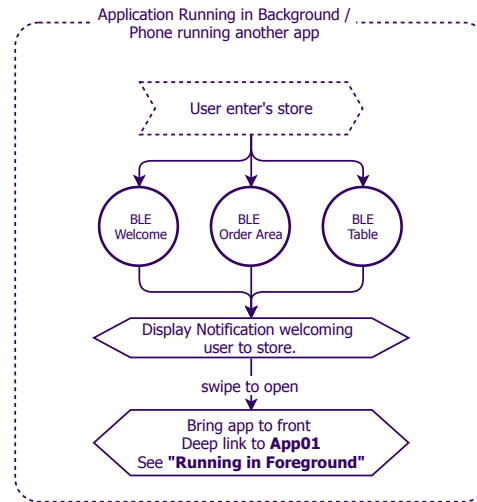 Application Running in Background /
Phone running another app
User enter's store
BLE
Welcome
BLE
Order Area
BLE
Table
Display Notification welcoming
user to store.
swipe to open
Bring app to front
Deep link to App01
See "Running in Foreground"